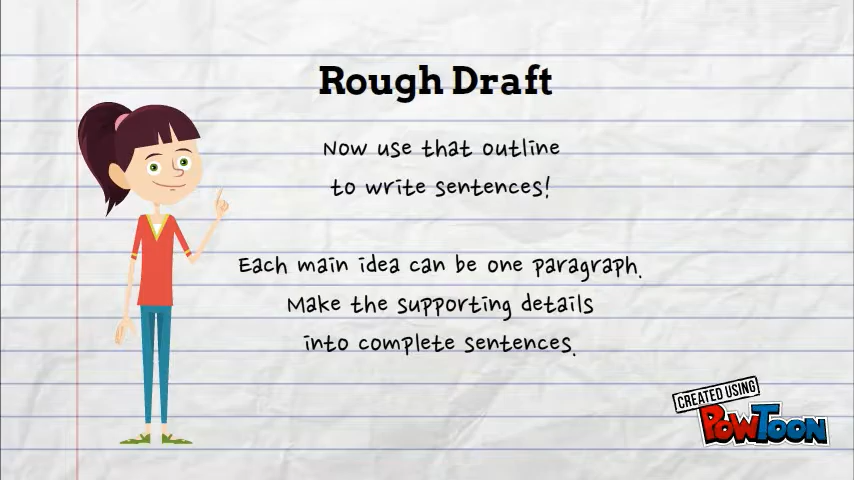 Rough Draft
Now use that outline
to write sentences!
Each main idea can be one paragraph.
Make the supporting details
into complete sentences.
CREATED USING
POWTOON